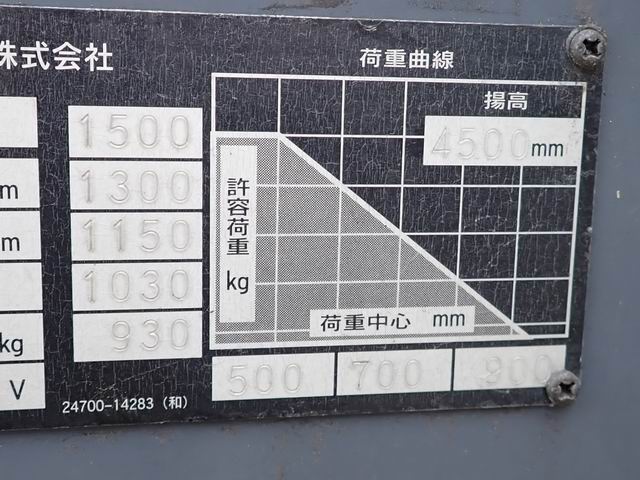 株式会社
荷重曲線
揚高
4500mm
1500
1300
1150
1030
930
m
m
kg
V
許容荷重
kg
荷重中心 mm
500 700 900
24700-14283 (和)